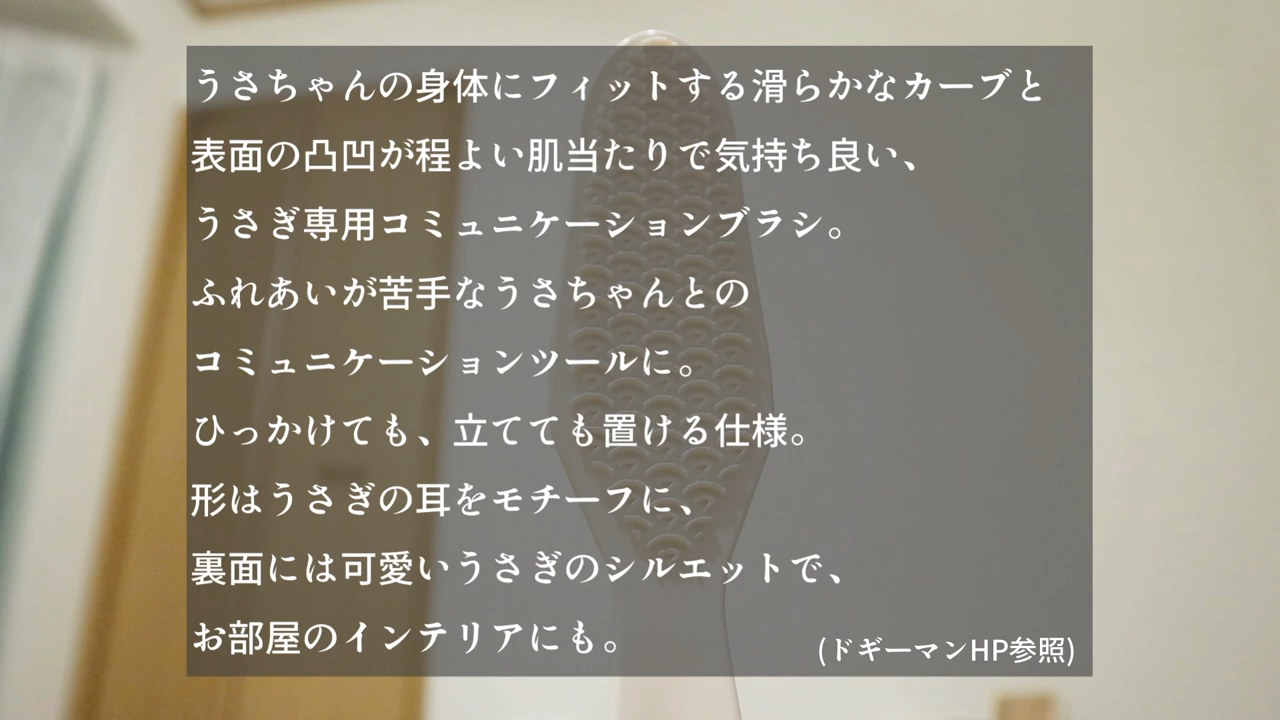 うさちゃんの身体にフィットする滑らかなカーブと
表面の凸凹が程よい肌当たりで気持ち良い、
うさぎ専用コミュニケーションブラシ。
ふれあいが苦手なうさちゃんとの
コミュニケーションツールに。
ひっかけても、立てても置ける仕様。
形はうさぎの耳をモチーフに、
裏面には可愛いうさぎのシルエットで、
お部屋のインテリアにも。
(ドギーマンHP参照)